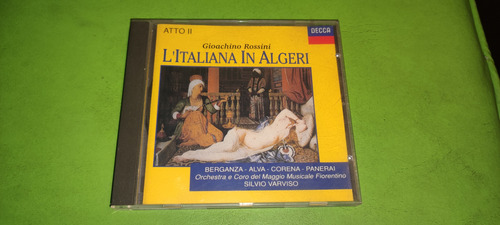 ATTO II
DECCA
Gioachino Rossini
L'ITALIANA IN ALGERI
BERGANZA - ALVA - CORENA - PANERAI
Orchestra e Coro del Maggio Musicale Fiorentino
SILVIO VARVISO